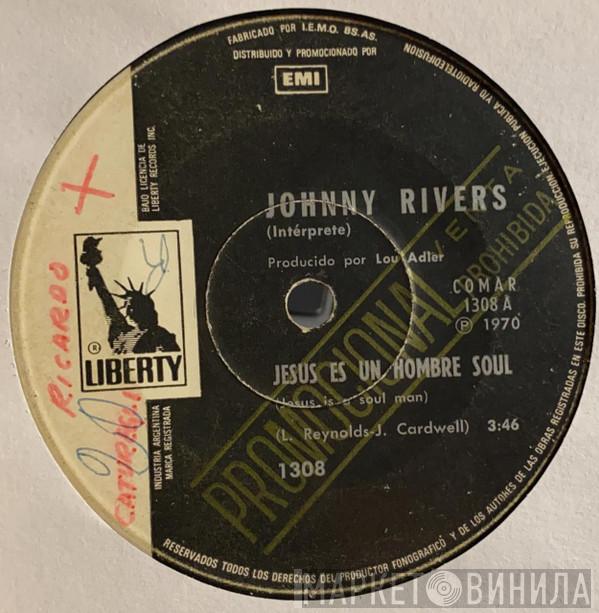 FABRICADO POR I.E.M.O. BS.AS.
DISTRIBUIDO Y PROMOCIONADO POR
EMI
BAJO LICENCIA DE
LIBERTY RECORDS INC.
JOHNNY RIVERS
(Intérprete)
Producido por Lou Adler
COMAR
1308 A
Ⓟ 1970
JESUS ES UN HOMBRE SOUL
(Jesus is a soul man)
(L. Reynolds-J. Cardwell) 3:46
1308
PROMOCIONAL
VENTA
PROHIBIDA
®
LIBERTY
INDUSTRIA ARGENTINA
MARCA REGISTRADA
RICARDO
RESERVADOS TODOS LOS DERECHOS DEL PRODUCTOR FONOGRAFICO Y DE LOS AUTORES DE LAS OBRAS REGISTRADAS EN ESTE DISCO. PROHIBIDA SU REPRODUCCION, EJECUCION PUBLICA Y/O RADIOTELEDIFUSION
МАРКЕТ ВИНИЛА